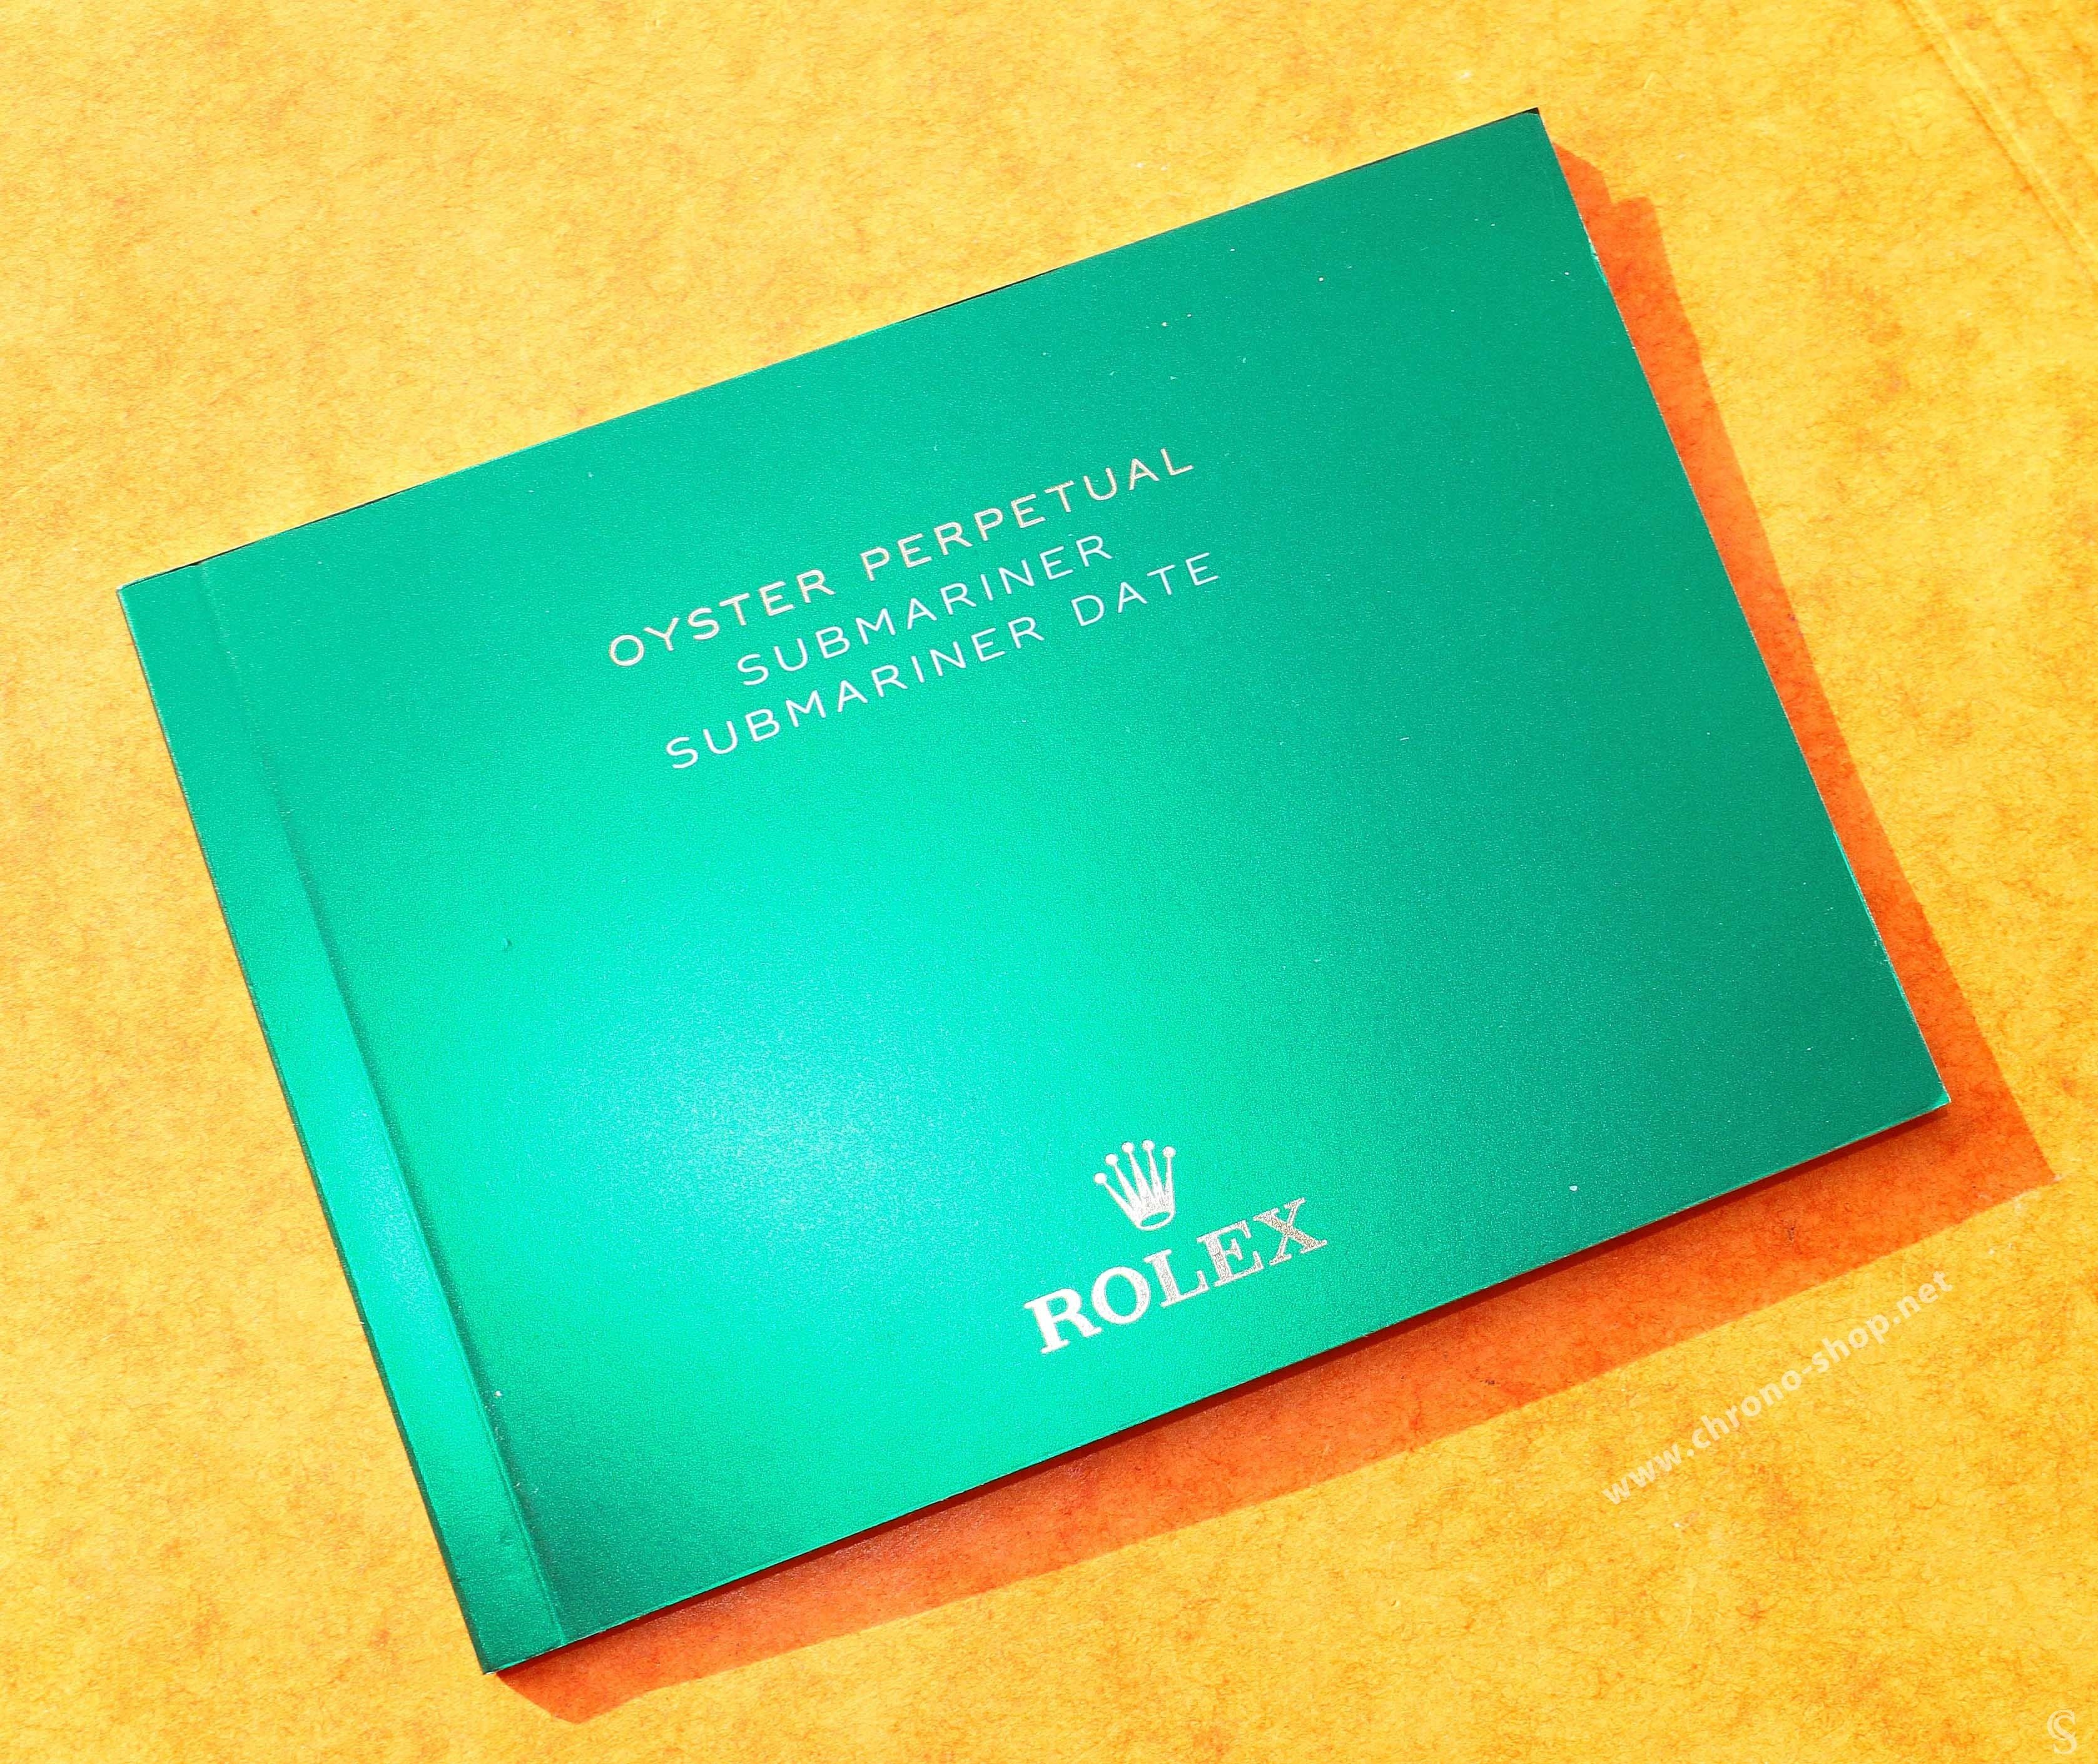 OYSTER PERPETUAL
SUBMARINER
SUBMARINER DATE
ROLEX
www.chrono-shop.net